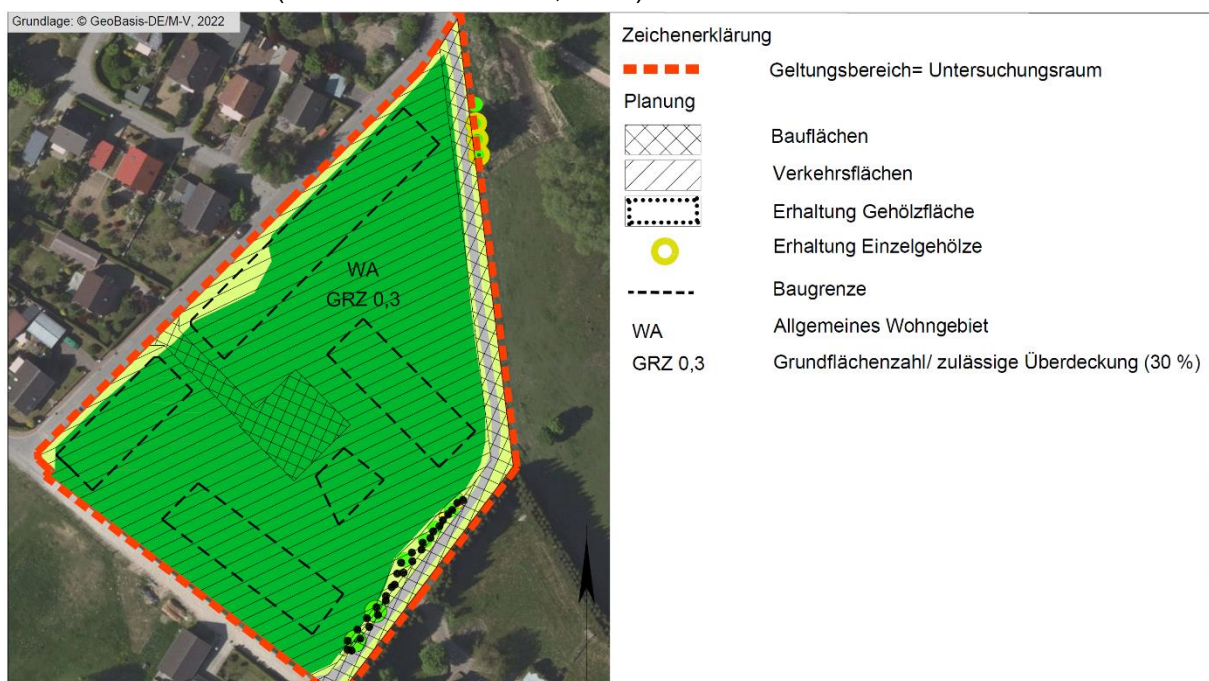 Grundlage: © GeoBasis-DE/M-V, 2022
WA
GRZ 0,3
Zeichenerklärung
Geltungsbereich= Untersuchungsraum
Planung
Bauflächen
Verkehrsflächen
Erhaltung Gehölzfläche
Erhaltung Einzelgehölze
Baugrenze
WA Allgemeines Wohngebiet
GRZ 0,3 Grundflächenzahl/ zulässige Überdeckung (30 %)